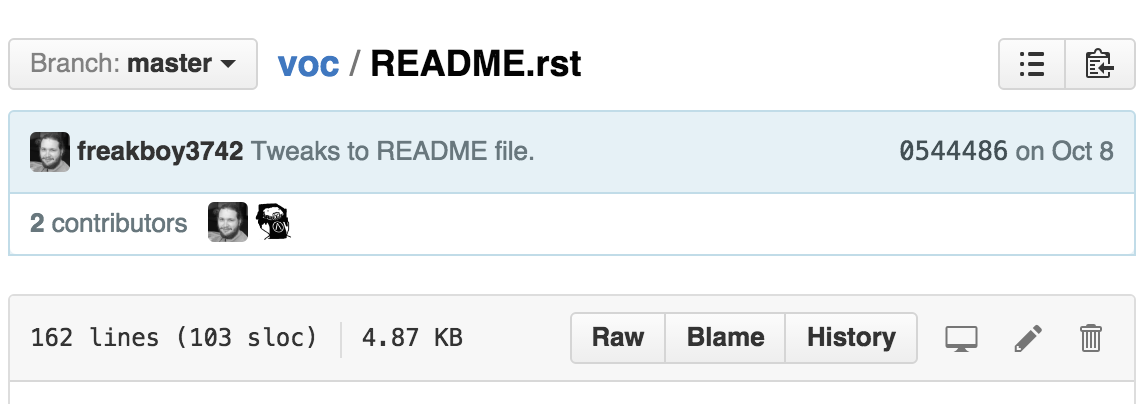 Branch: master voc / README.rst
freakboy3742 Tweaks to README file. 0544486 on Oct 8
2 contributors
162 lines (103 sloc) 4.87 KB Raw Blame History